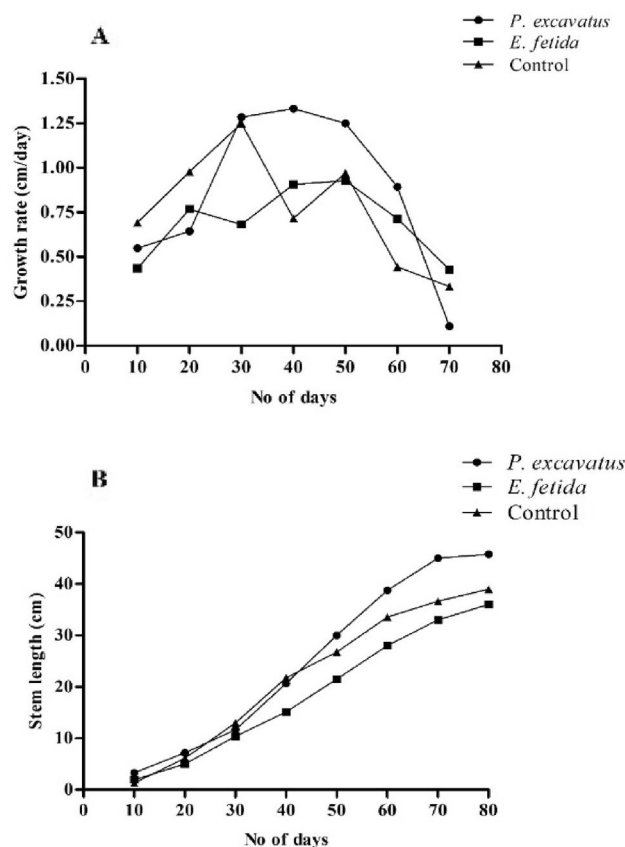 A
P. excavatus
E. fetida
Control
Growth rate (cm/day)
1.50
1.25
1.00
0.75
0.50
0.25
0.00
0 10 20 30 40 50 60 70 80
No of days
B
P. excavatus
E. fetida
Control
Stem length (cm)
50
40
30
20
10
0
0 10 20 30 40 50 60 70 80
No of days